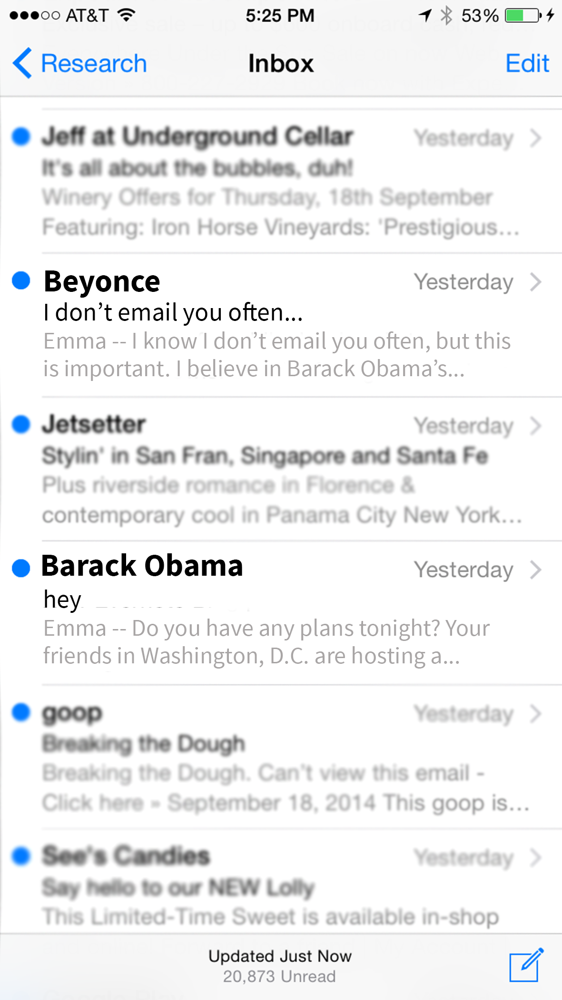 AT&T 5:25 PM 53%
Research Inbox Edit
Jeff at Underground Cellar Yesterday
It's all about the bubbles, duh!
Winery Offers for Thursday, 18th September
Featuring: Iron Horse Vineyards: 'Prestigious...
Beyonce Yesterday
I don’t email you often...
Emma -- I know I don’t email you often, but this
is important. I believe in Barack Obama’s...
Jetsetter Yesterday
Stylin' in San Fran, Singapore and Santa Fe
Plus riverside romance in Florence &
contemporary cool in Panama City New York...
Barack Obama Yesterday
hey.
Emma -- Do you have any plans tonight? Your
friends in Washington, D.C. are hosting a...
goop Yesterday
Breaking the Dough
Breaking the Dough. Can't view this email -
Click here » September 18, 2014 This goop is...
See's Candies Yesterday
Say hello to our NEW Lolly
This Limited-Time Sweet is available in-shop
Updated Just Now
20,873 Unread